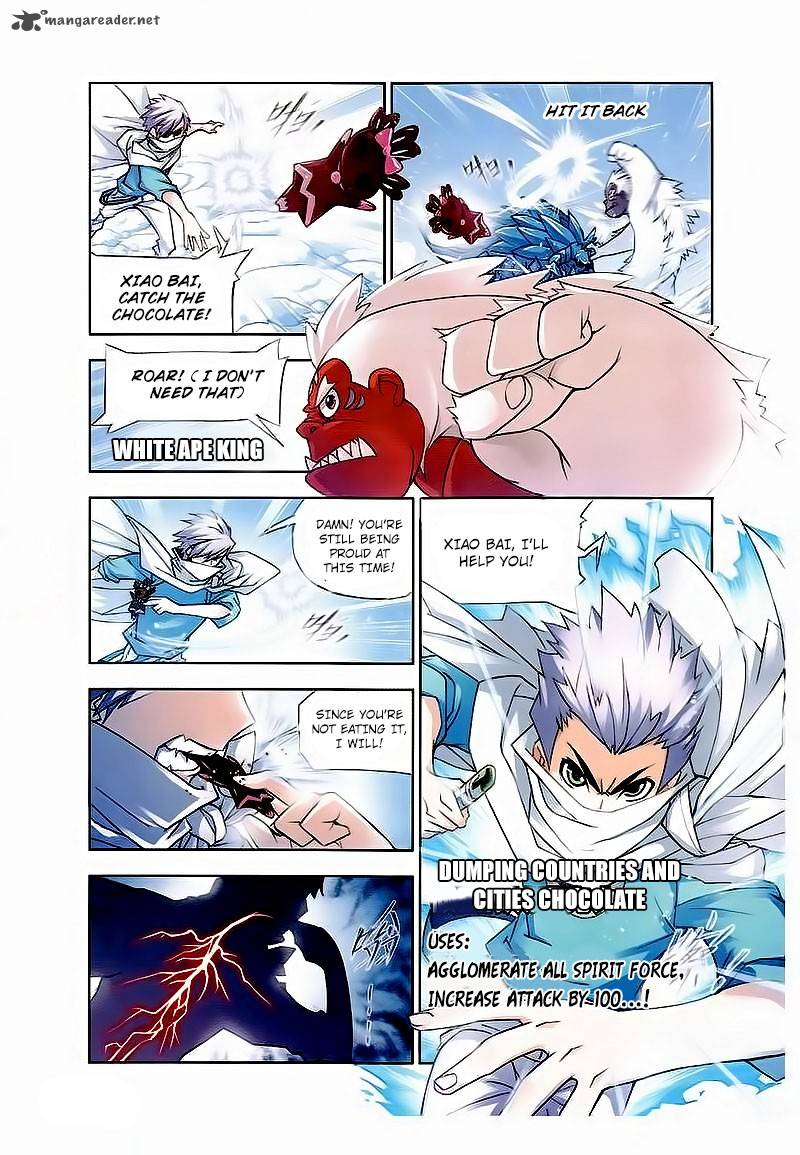 mangareader.net
HIT IT BACK
XIAO BAI,
CATCH THE
CHOCOLATE!
ROAR! ( I DON'T
NEED THAT)
WHITE APE KING
DAMN! YOU'RE
STILL BEING
PROUD AT
THIS TIME!
XIAO BAI, I'LL
HELP YOU!
SINCE YOU'RE
NOT EATING IT,
I WILL!
DUMPING COUNTRIES AND
CITIES CHOCOLATE
USES:
AGGLOMERATE ALL SPIRIT FORCE,
INCREASE ATTACK BY 100...!